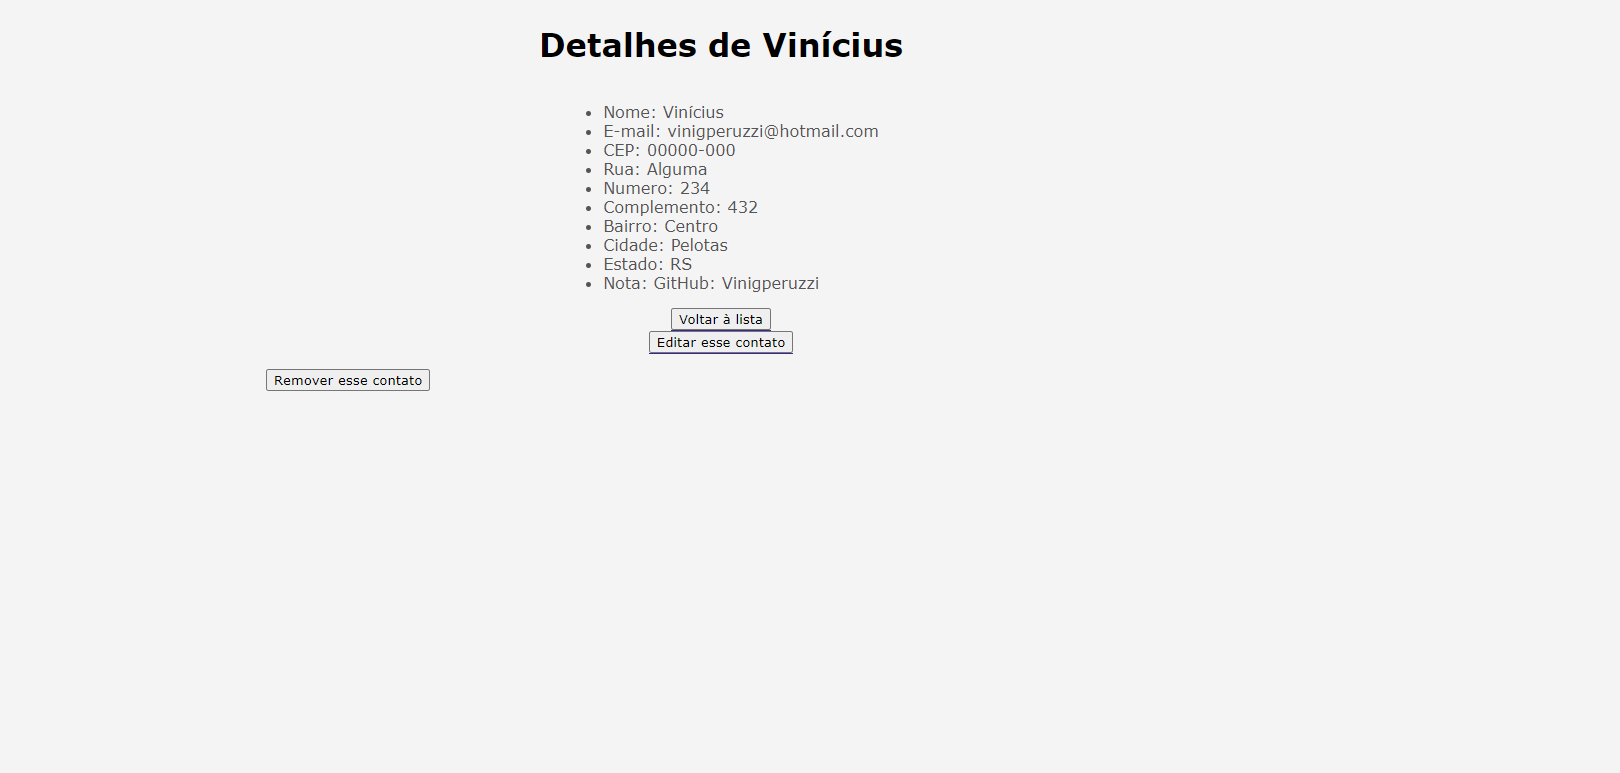 Detalhes de Vinícius
Nome: Vinícius
E-mail: vinigperuzzi@hotmail.com
CEP: 00000-000
Rua: Alguma
Numero: 234
Complemento: 432
Bairro: Centro
Cidade: Pelotas
Estado: RS
Nota: GitHub: Vinigperuzzi
Voltar à lista
Editar esse contato
Remover esse contato